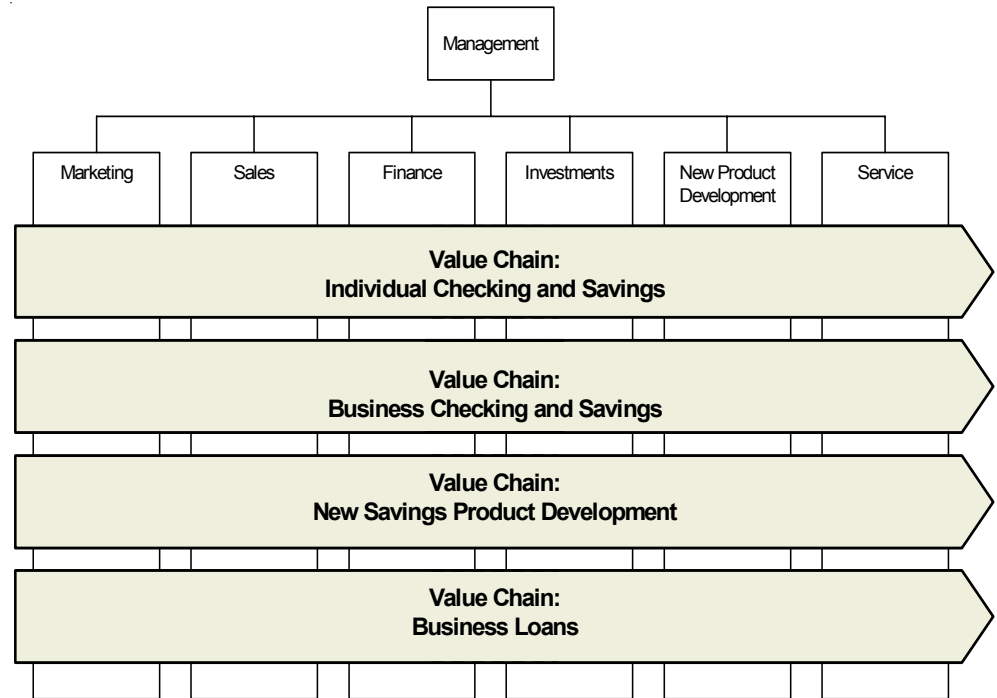 Management
Marketing
Sales
Finance
Investments
New Product
Development
Service
Value Chain:
Individual Checking and Savings
Value Chain:
Business Checking and Savings
Value Chain:
New Savings Product Development
Value Chain:
Business Loans